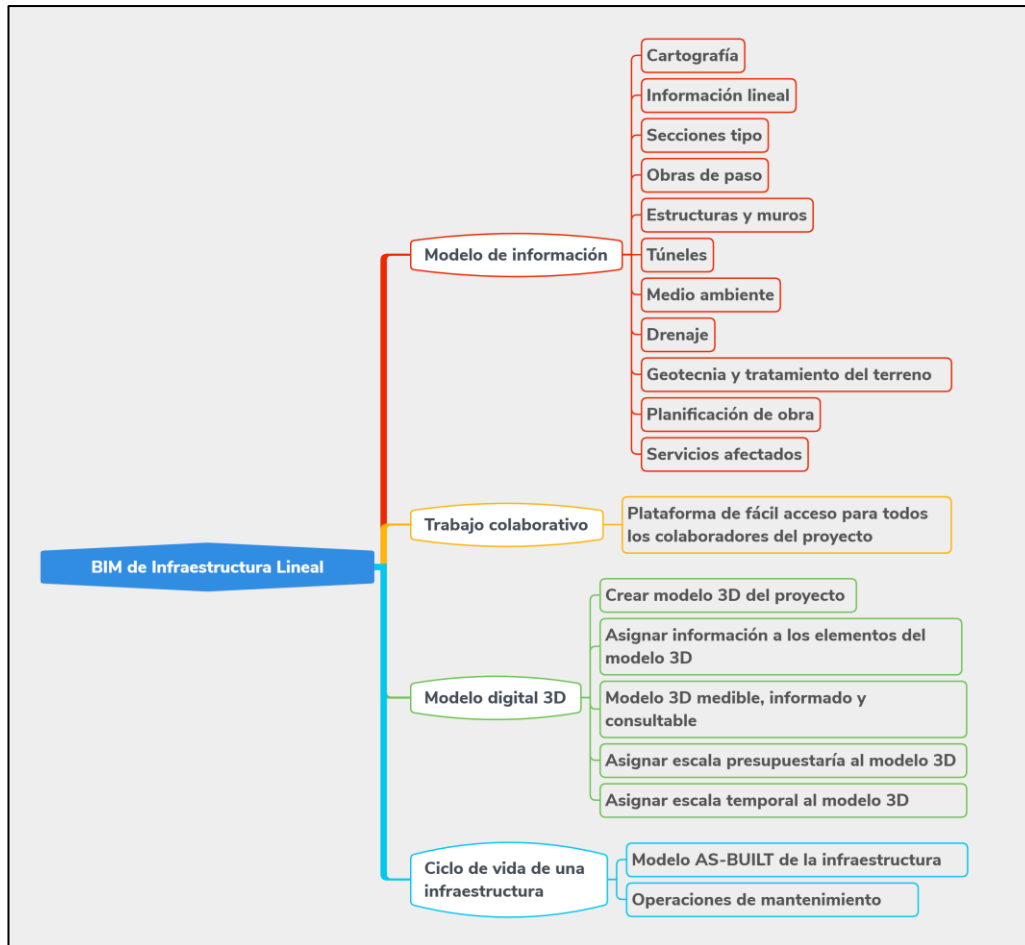 BIM de Infraestructura Lineal
Modelo de información
Cartografía
Información lineal
Secciones tipo
Obras de paso
Estructuras y muros
Túneles
Medio ambiente
Drenaje
Geotecnia y tratamiento del terreno
Planificación de obra
Servicios afectados
Trabajo colaborativo
Plataforma de fácil acceso para todos
los colaboradores del proyecto
Modelo digital 3D
Crear modelo 3D del proyecto
Asignar información a los elementos del
modelo 3D
Modelo 3D medible, informado y
consultable
Asignar escala presupuestaría al modelo 3D
Asignar escala temporal al modelo 3D
Ciclo de vida de una
infraestructura
Modelo AS-BUILT de la infraestructura
Operaciones de mantenimiento